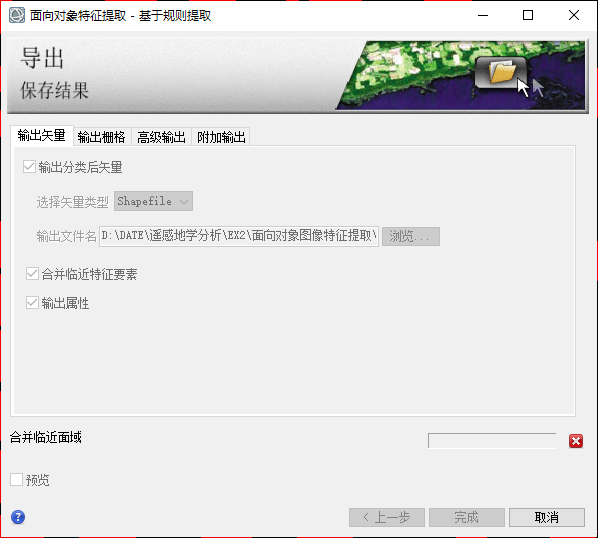 面向对象特征提取 - 基于规则提取
导出
保存结果
输出矢量 输出栅格 高级输出 附加输出
输出分类后矢量
选择矢量类型 Shapefile
输出文件名 D:\DATE\遥感地学分析\EX2\面向对象图像特征提取\ 浏览...
合并临近特征要素
输出属性
合并临近面域
预览
? < 上一步 完成 取消